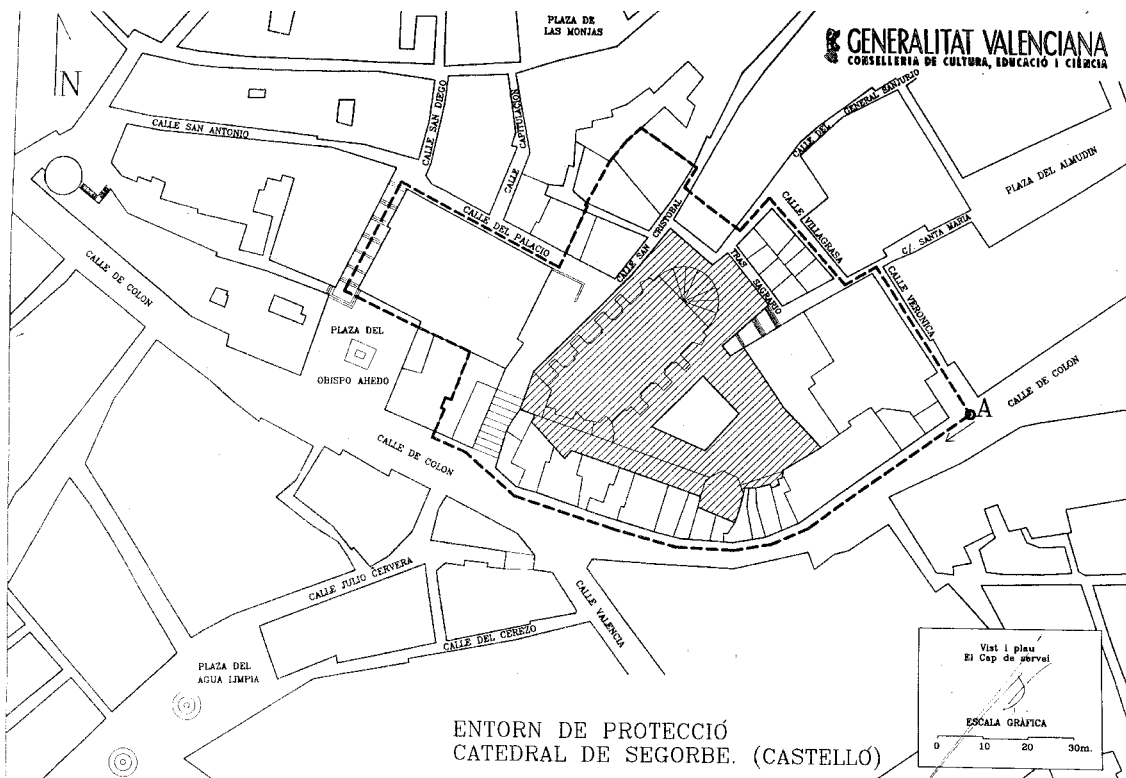 PLAZA DE
LAS MONJAS
GENERALITAT VALENCIANA
CONSELLERIA DE CULTURA, EDUCACIÓ I CIÈNCIA
N
CALLE SAN ANTONIO
CALLE SAN DIEGO
CALLE CAPITULACION
CALLE DEL GENERAL SANJURJO
PLAZA DEL ALMUDIN
CALLE DEL PALACIO
CALLE SAN CRISTOBAL
CALLE VILLAGRASA
C/. SANTA MARIA
TRAS SAGRARIO
CALLE VERONICA
CALLE DE COLON
PLAZA DEL
OBISPO AHEDO
CALLE DE COLON
A
CALLE DE COLON
CALLE JULIO CERVERA
CALLE VALENCIA
CALLE DEL CEREZO
PLAZA DEL
AGUA LIMPIA
Vist i plau
El Cap de servei
ESCALA GRÀFICA
0 10 20 30m.
ENTORN DE PROTECCIÓ
CATEDRAL DE SEGORBE. (CASTELLÓ)